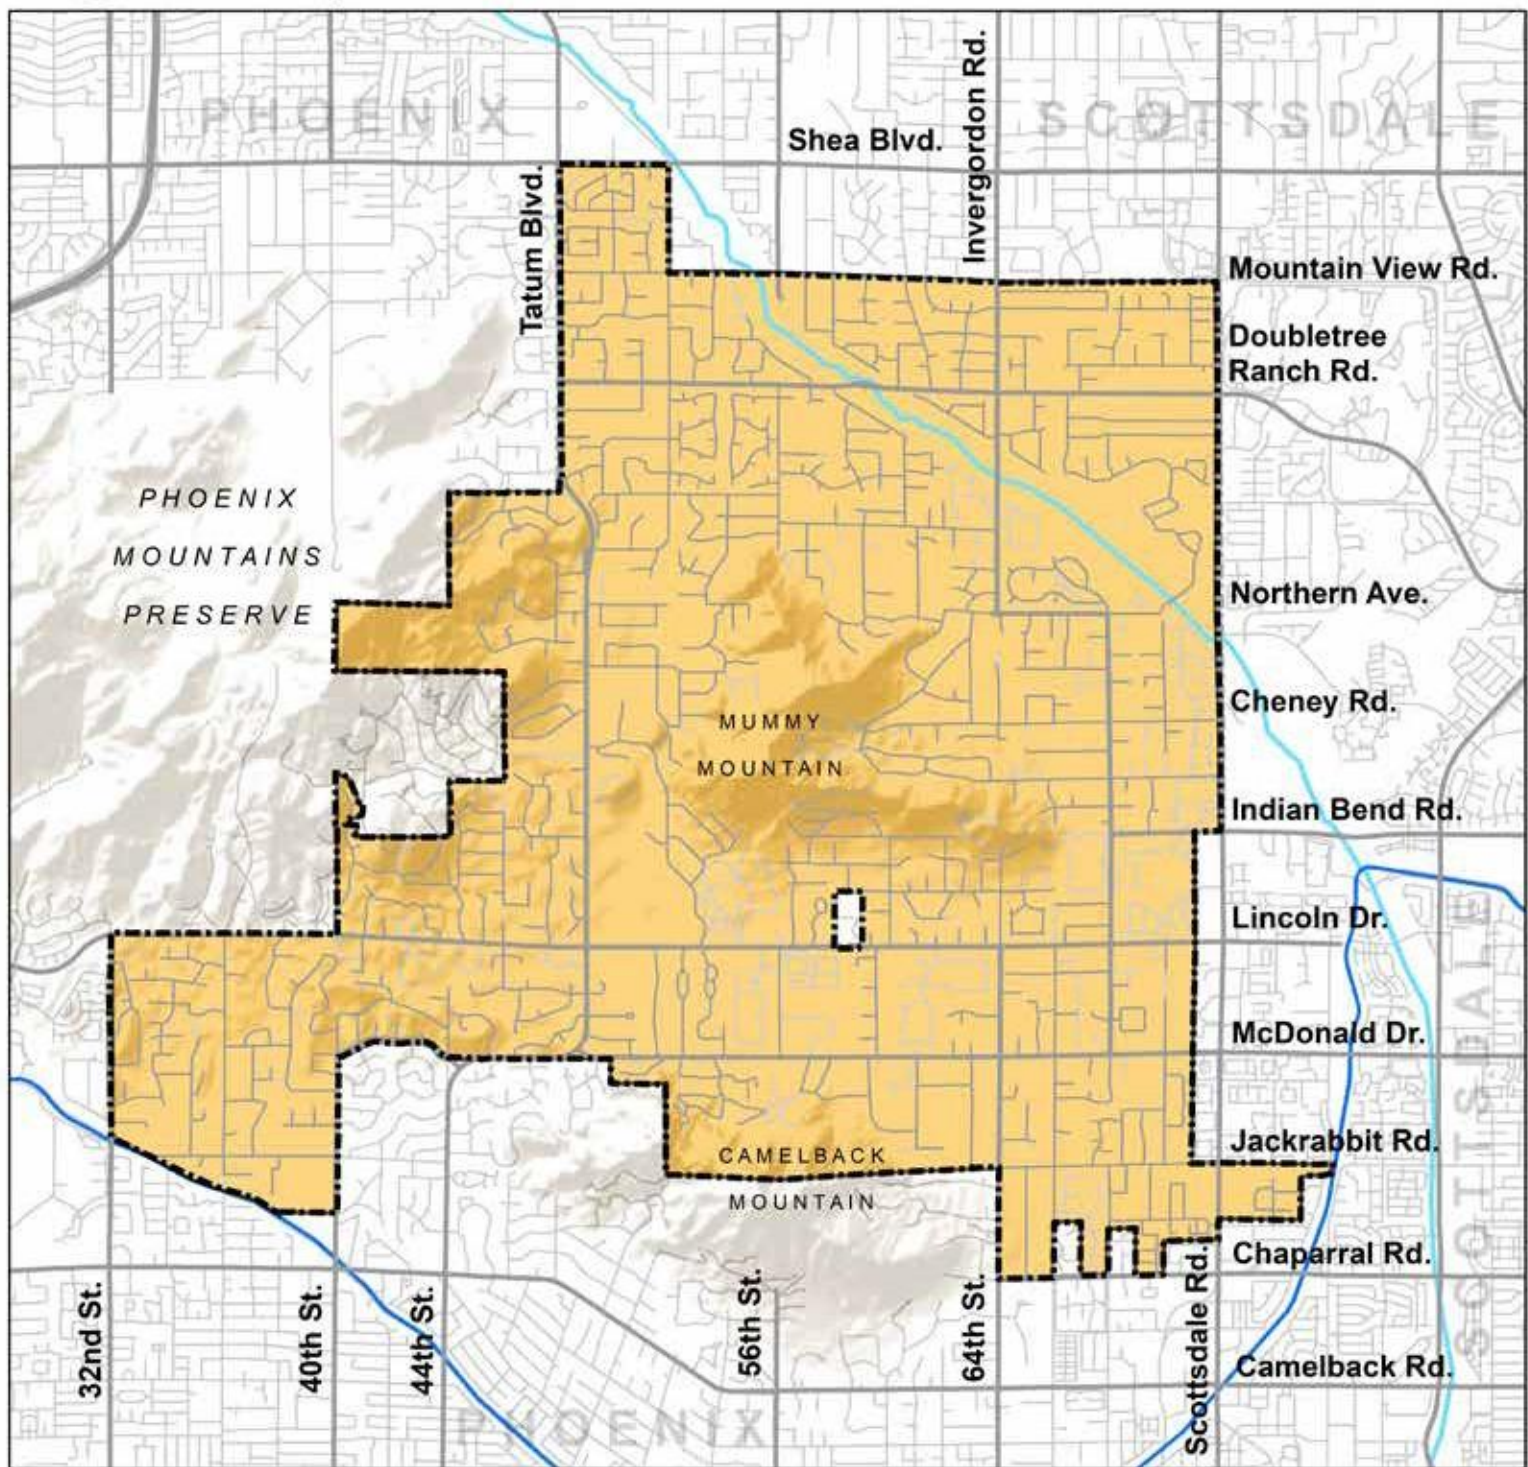 PHOENIX
SCOTTSDALE
Shea Blvd.
Invergordon Rd.
Tatum Blvd.
Mountain View Rd.
Doubletree
Ranch Rd.
PHOENIX
MOUNTAINS
PRESERVE
Northern Ave.
Cheney Rd.
MUMMY
MOUNTAIN
Indian Bend Rd.
Lincoln Dr.
McDonald Dr.
SCOTTSDALE
Jackrabbit Rd.
CAMELBACK
MOUNTAIN
Chaparral Rd.
32nd St.
40th St.
44th St.
56th St.
64th St.
Scottsdale Rd.
Camelback Rd.
PHOENIX